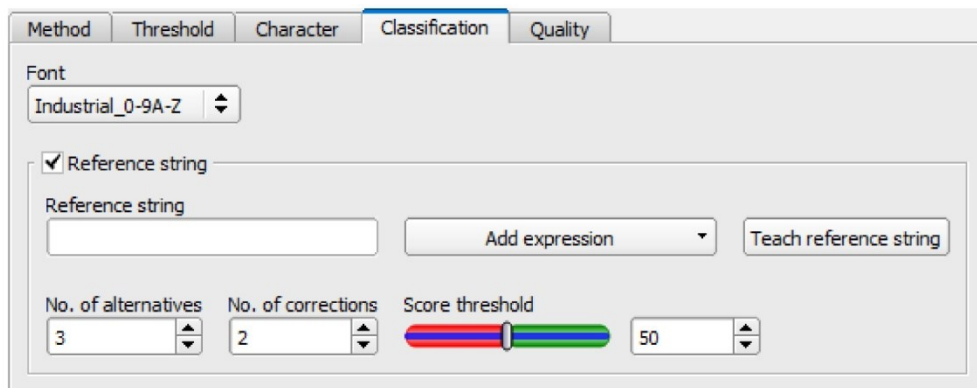 Method Threshold Character Classification Quality
Font
Industrial_0-9A-Z
Reference string
Reference string
Add expression Teach reference string
No. of alternatives No. of corrections Score threshold
3 2 50